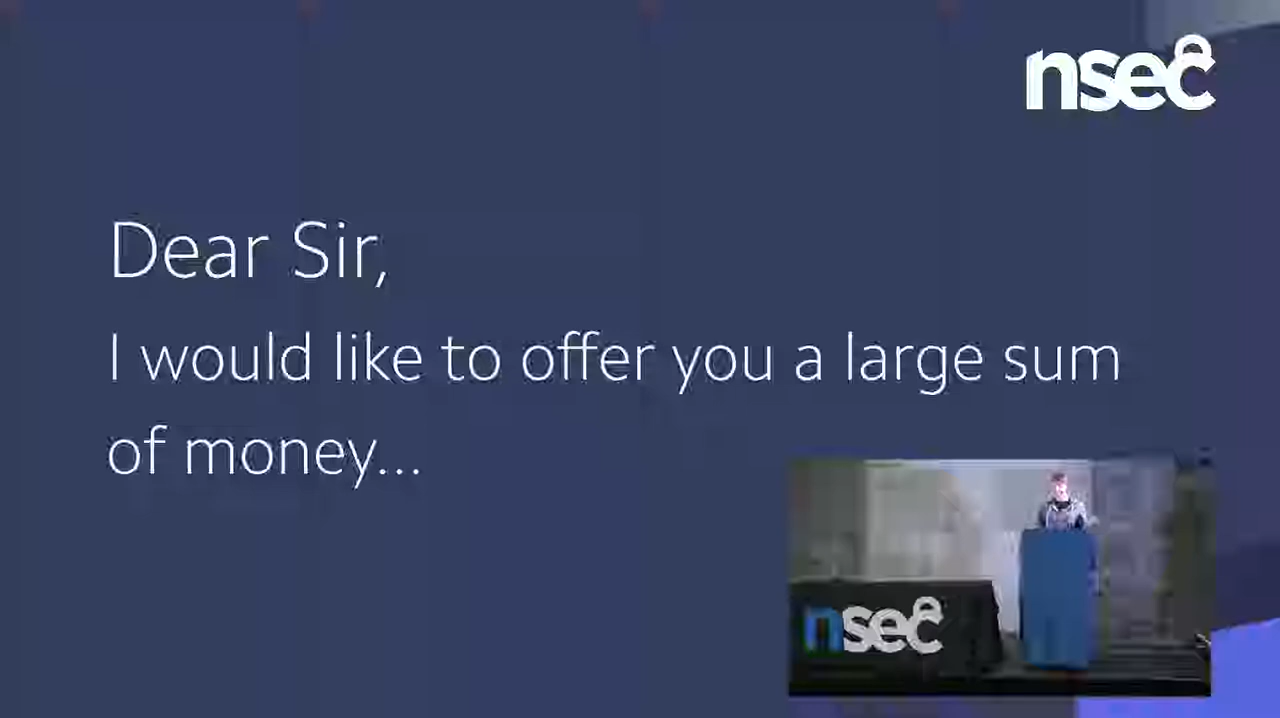 nsec
Dear Sir,
I would like to offer you a large sum
of money...
nsec